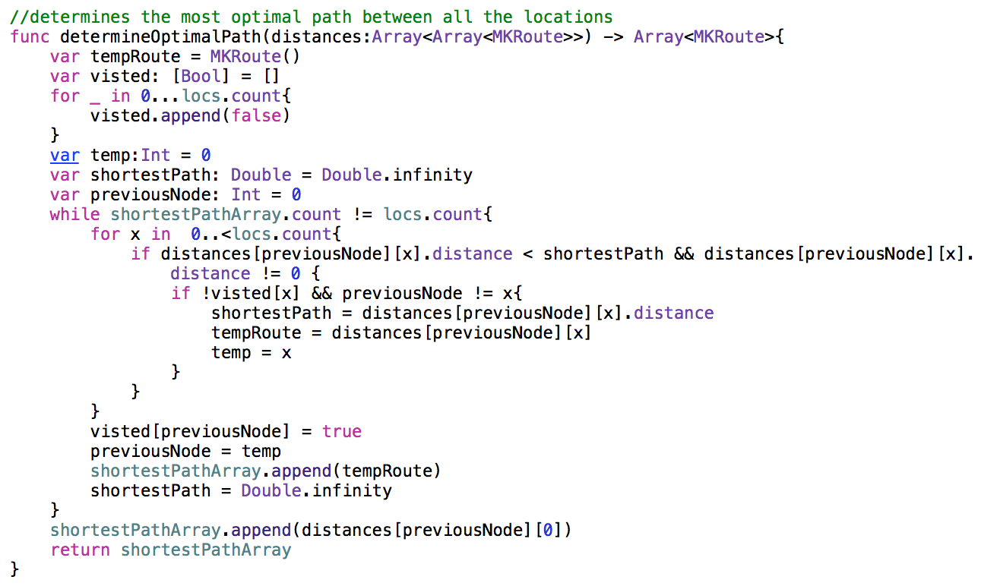 //determines the most optimal path between all the locations
func determineOptimalPath(distances:Array<Array<MKRoute>>) -> Array<MKRoute>{
    var tempRoute = MKRoute()
    var visted: [Bool] = []
    for _ in 0...locs.count{
        visted.append(false)
    }
    var temp:Int = 0
    var shortestPath: Double = Double.infinity
    var previousNode: Int = 0
    while shortestPathArray.count != locs.count{
        for x in  0..<locs.count{
            if distances[previousNode][x].distance < shortestPath && distances[previousNode][x].
                distance != 0 {
                if !visted[x] && previousNode != x{
                    shortestPath = distances[previousNode][x].distance
                    tempRoute = distances[previousNode][x]
                    temp = x
                }
            }
        }
        visted[previousNode] = true
        previousNode = temp
        shortestPathArray.append(tempRoute)
        shortestPath = Double.infinity
    }
    shortestPathArray.append(distances[previousNode][0])
    return shortestPathArray
}